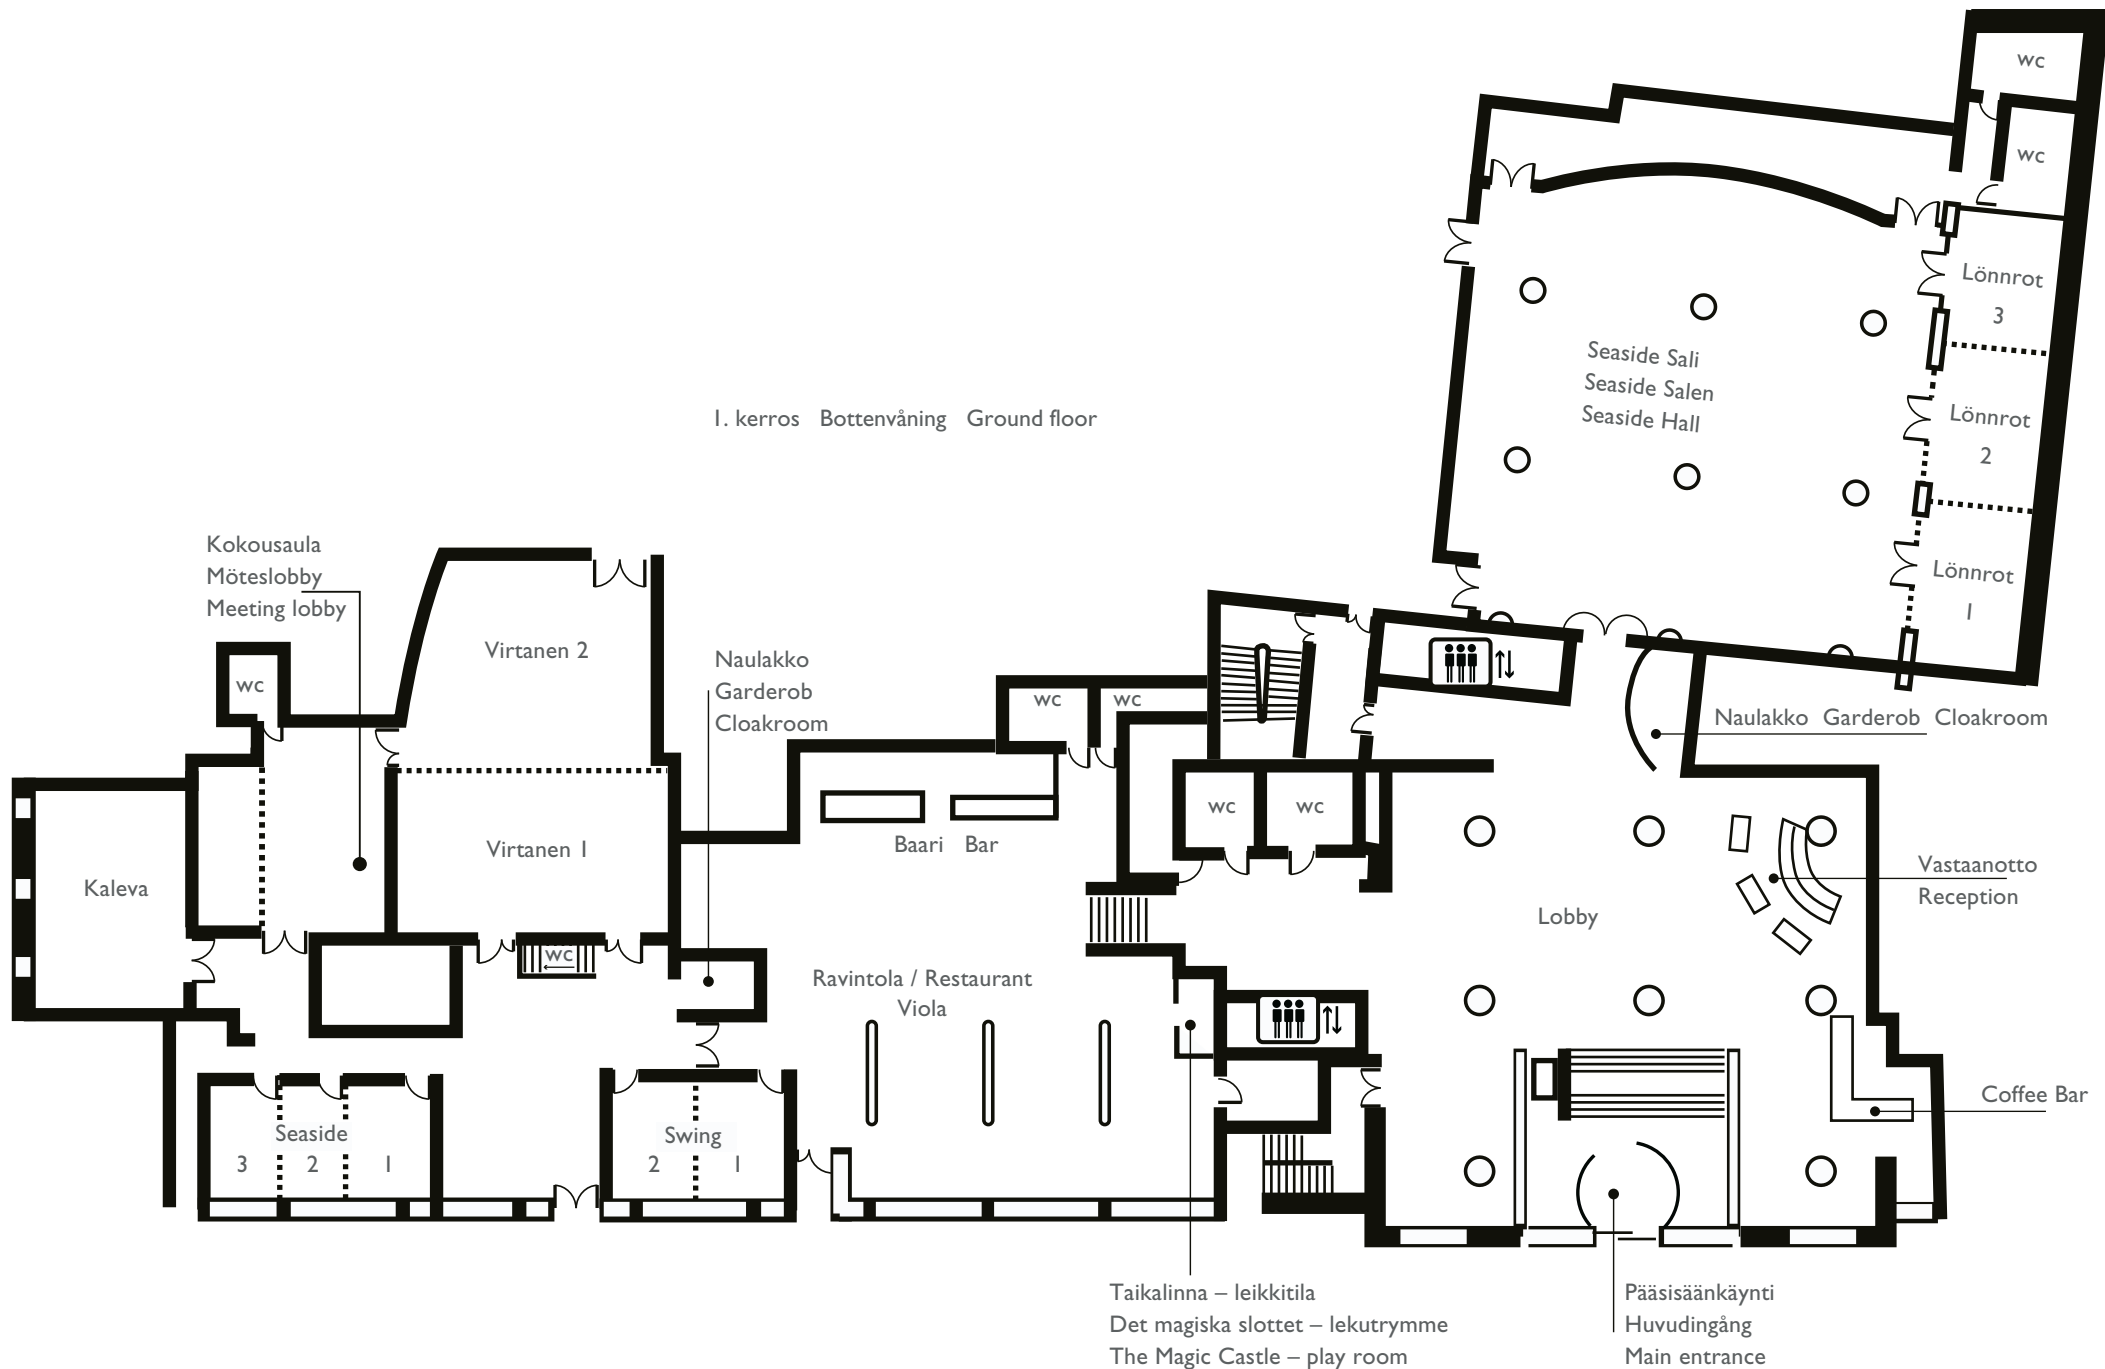 wc
wc
Lönnrot
3
Seaside Sali
Seaside Salen
Seaside Hall
Lönnrot
2
1. kerros Bottenvåning Ground floor
Lönnrot
1
Kokousaula
Möteslobby
Meeting lobby
Virtanen 2
Naulakko
Garderob
Cloakroom
wc
wc
wc
Naulakko Garderob Cloakroom
wc
wc
Baari Bar
Virtanen 1
Kaleva
Vastaanotto
Reception
Lobby
wc
Ravintola / Restaurant
Viola
Coffee Bar
Seaside
3 2 1
Swing
2 1
Taikalinna – leikkitila
Det magiska slottet – lekutrymme
The Magic Castle – play room
Pääsisäänkäynti
Huvudingång
Main entrance